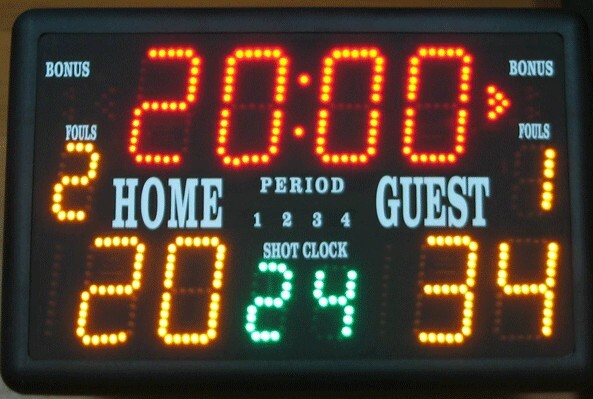 BONUS 20:00 BONUS
FOULS FOULS
2 1
HOME PERIOD GUEST
1 2 3 4
SHOT CLOCK
20 24 34